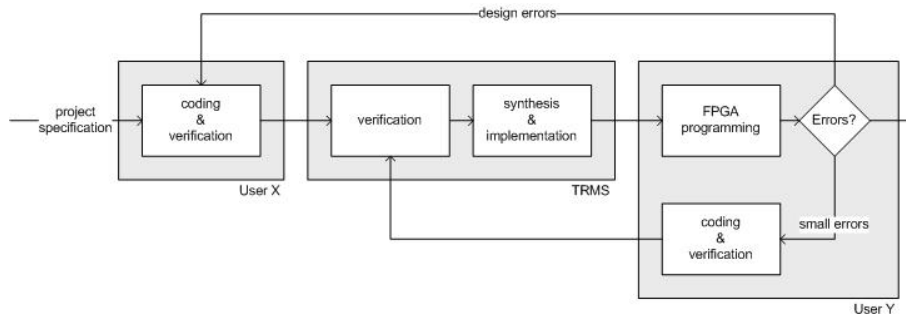 design errors
project
specification
coding
&
verification
verification
synthesis
&
implementation
FPGA
programming
Errors?
User X
TRMS
small errors
coding
&
verification
User Y